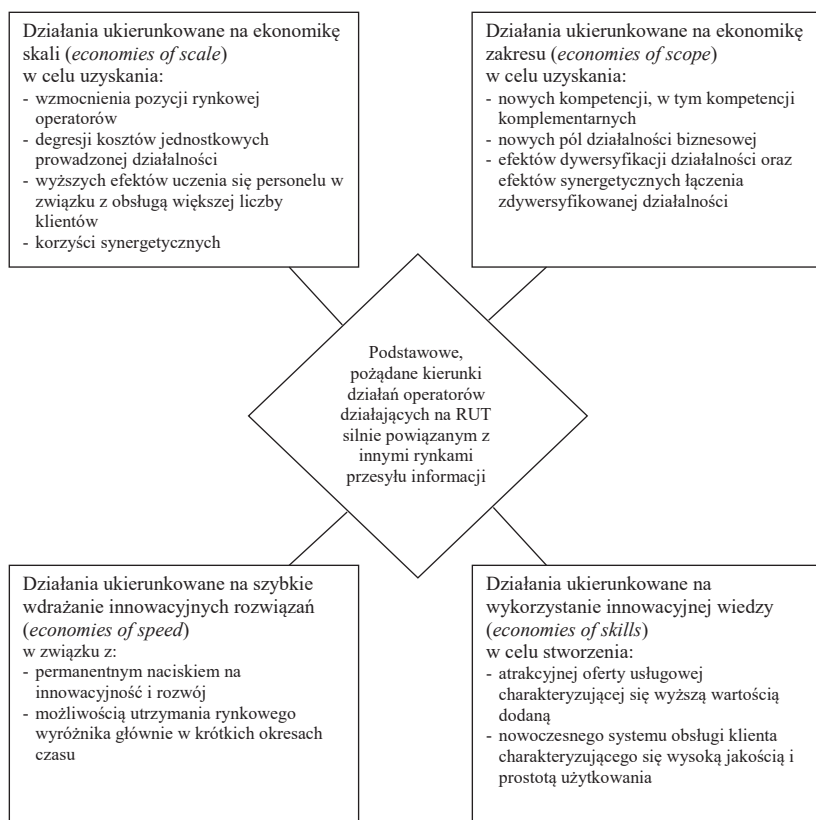 Działania ukierunkowane na ekonomikę
skali (economies of scale)
w celu uzyskania:
- wzmocnienia pozycji rynkowej
operatorów
- degresji kosztów jednostkowych
prowadzonej działalności
- wyższych efektów uczenia się personelu w
związku z obsługą większej liczby
klientów
- korzyści synergetycznych
Działania ukierunkowane na ekonomikę
zakresu (economies of scope)
w celu uzyskania:
- nowych kompetencji, w tym kompetencji
komplementarnych
- nowych pól działalności biznesowej
- efektów dywersyfikacji działalności oraz
efektów synergetycznych łączenia
zdywersyfikowanej działalności
Podstawowe,
pożądane kierunki
działań operatorów
działających na RUT
silnie powiązanym z
innymi rynkami
przesyłu informacji
Działania ukierunkowane na szybkie
wdrażanie innowacyjnych rozwiązań
(economies of speed)
w związku z:
- permanentnym naciskiem na
innowacyjność i rozwój
- możliwością utrzymania rynkowego
wyróżnika głównie w krótkich okresach
czasu
Działania ukierunkowane na
wykorzystanie innowacyjnej wiedzy
(economies of skills)
w celu stworzenia:
- atrakcyjnej oferty usługowej
charakteryzującej się wyższą wartością
dodaną
- nowoczesnego systemu obsługi klienta
charakteryzującego się wysoką jakością i
prostotą użytkowania